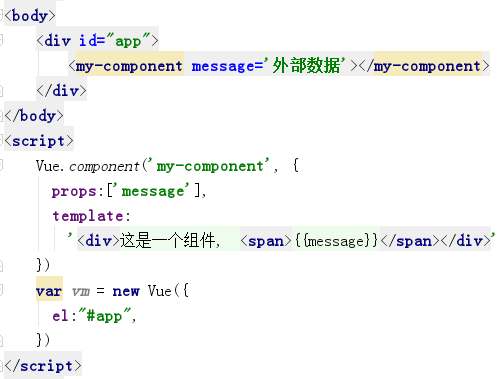 <body>
<div id="app">
<my-component message='外部数据'></my-component>
</div>
</body>
<script>
Vue.component('my-component', {
props:['message'],
template:
'<div>这是一个组件, <span>{{message}}</span></div>'
})
var vm = new Vue({
el:"#app",
})
</script>